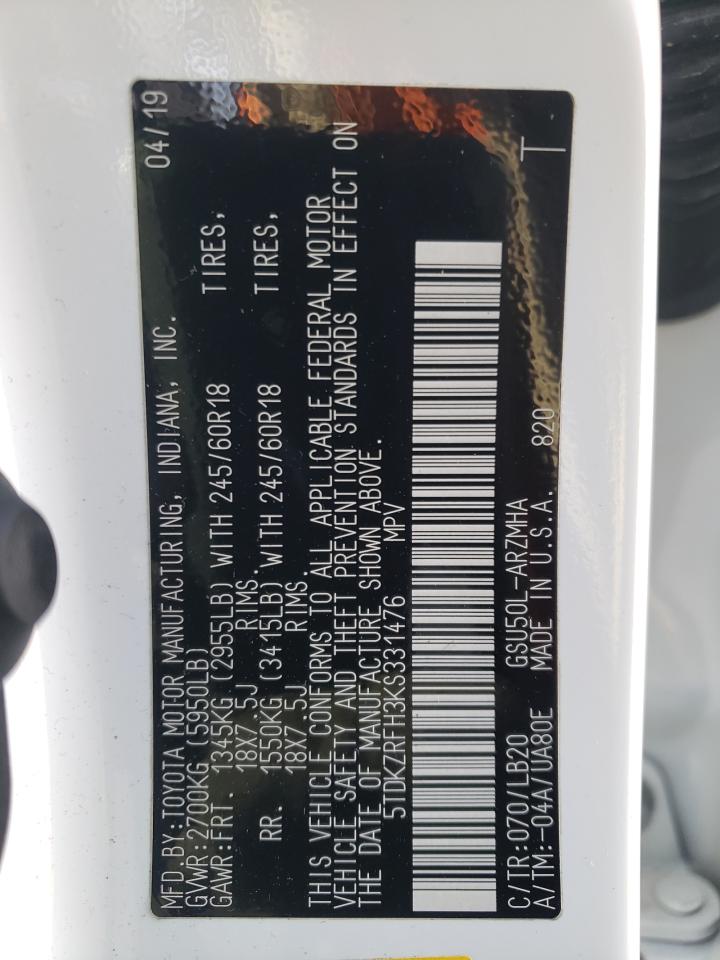 MFD.BY:TOYOTA MOTOR MANUFACTURING, INDIANA, INC. 04/19
GVWR:2700KG (5950LB)
GAWR:FRT. 1345KG (2955LB) WITH 245/60R18 TIRES,
18X7.5J RIMS.
RR. 1550KG (3415LB) WITH 245/60R18 TIRES,
18X7.5J RIMS.
THIS VEHICLE CONFORMS TO ALL APPLICABLE FEDERAL MOTOR
VEHICLE SAFETY AND THEFT PREVENTION STANDARDS IN EFFECT ON
THE DATE OF MANUFACTURE SHOWN ABOVE.
5TDKZRFH3KS331476 MPV
C/TR:070/LB20 GSU50L-ARZMHA
A/TM:-04A/UA80E MADE IN U.S.A. 820 T